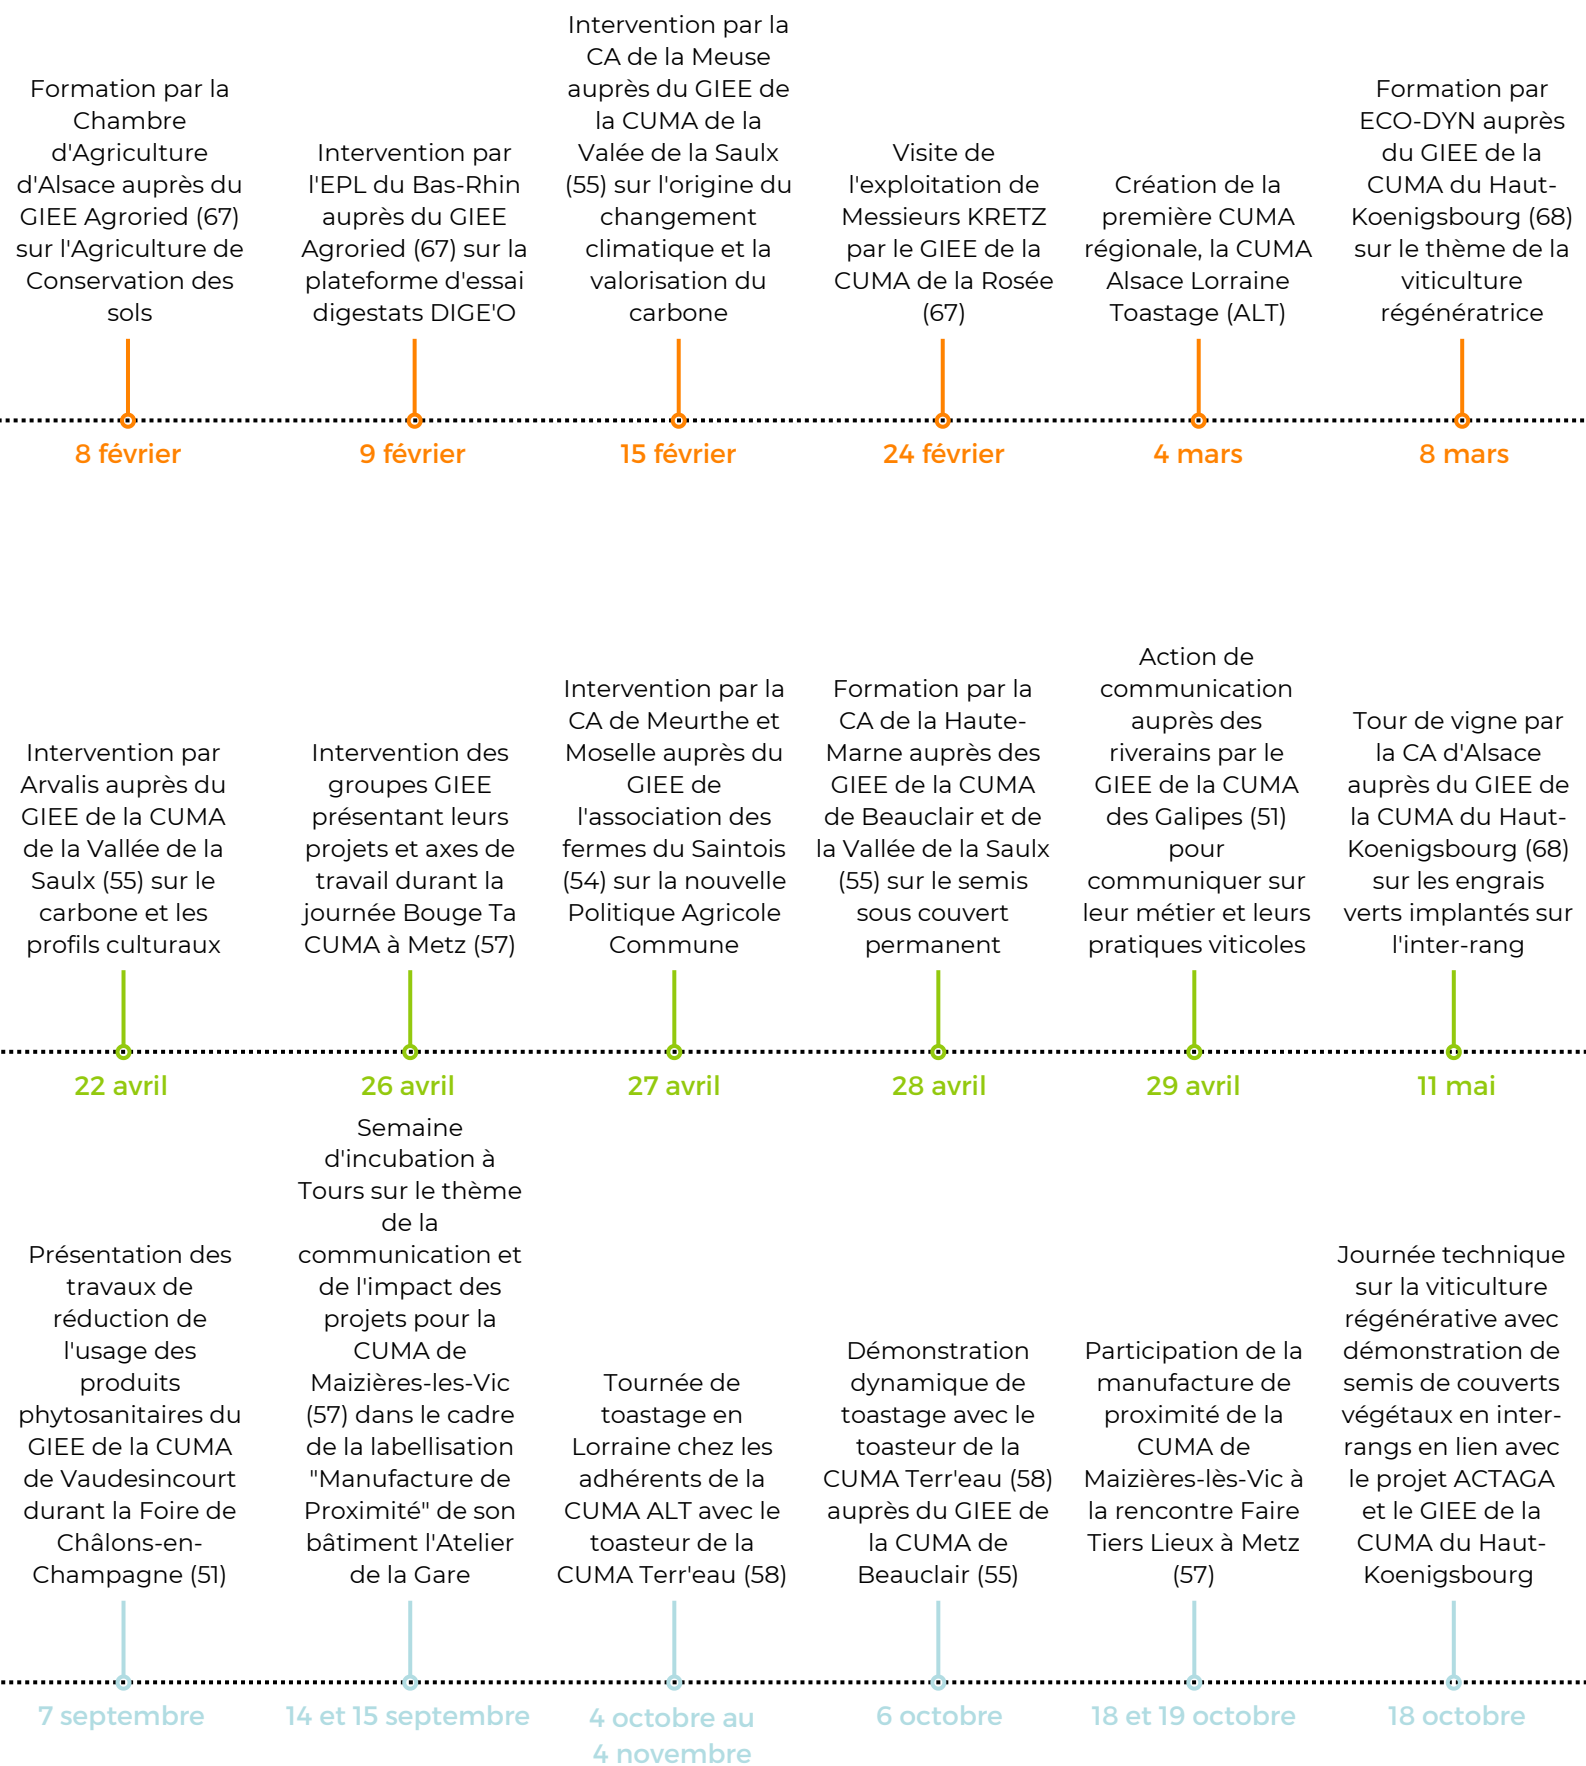 Formation par la
Chambre
d'Agriculture
d'Alsace auprès du
GIEE Agroried (67)
sur l'Agriculture de
Conservation des
sols
8 février
Intervention par
l'EPL du Bas-Rhin
auprès du GIEE
Agroried (67) sur la
plateforme d'essai
digestats DIGE'O
9 février
Intervention par la
CA de la Meuse
auprès du GIEE de
la CUMA de la
Valée de la Saulx
(55) sur l'origine du
changement
climatique et la
valorisation du
carbone
15 février
Visite de
l'exploitation de
Messieurs KRETZ
par le GIEE de la
CUMA de la Rosée
(67)
24 février
Création de la
première CUMA
régionale, la CUMA
Alsace Lorraine
Toastage (ALT)
4 mars
Formation par
ECO-DYN auprès
du GIEE de la
CUMA du Haut-
Koenigsbourg (68)
sur le thème de la
viticulture
régénératrice
8 mars
Intervention par
Arvalis auprès du
GIEE de la CUMA
de la Vallée de la
Saulx (55) sur le
carbone et les
profils culturaux
22 avril
Intervention des
groupes GIEE
présentant leurs
projets et axes de
travail durant la
journée Bouge Ta
CUMA à Metz (57)
26 avril
Intervention par la
CA de Meurthe et
Moselle auprès du
GIEE de
l'association des
fermes du Saintois
(54) sur la nouvelle
Politique Agricole
Commune
27 avril
Formation par la
CA de la Haute-
Marne auprès des
GIEE de la CUMA
de Beauclair et de
la Vallée de la Saulx
(55) sur le semis
sous couvert
permanent
28 avril
Action de
communication
auprès des
riverains par le
GIEE de la CUMA
des Galipes (51)
pour
communiquer sur
leur métier et leurs
pratiques viticoles
29 avril
Tour de vigne par
la CA d'Alsace
auprès du GIEE de
la CUMA du Haut-
Koenigsbourg (68)
sur les engrais
verts implantés sur
l'inter-rang
11 mai
Présentation des
travaux de
réduction de
l'usage des
produits
phytosanitaires du
GIEE de la CUMA
de Vaudesincourt
durant la Foire de
Châlons-en-
Champagne (51)
7 septembre
Semaine
d'incubation à
Tours sur le thème
de la
communication et
de l'impact des
projets pour la
CUMA de
Maizières-les-Vic
(57) dans le cadre
de la labellisation
"Manufacture de
Proximité" de son
bâtiment l'Atelier
de la Gare
14 et 15 septembre
Tournée de
toastage en
Lorraine chez les
adhérents de la
CUMA ALT avec le
toasteur de la
CUMA Terr'eau (58)
4 octobre au
4 novembre
Démonstration
dynamique de
toastage avec le
toasteur de la
CUMA Terr'eau (58)
auprès du GIEE de
la CUMA de
Beauclair (55)
6 octobre
Participation de la
manufacture de
proximité de la
CUMA de
Maizières-lès-Vic à
la rencontre Faire
Tiers Lieux à Metz
(57)
18 et 19 octobre
Journée technique
sur la viticulture
régénérative avec
démonstration de
semis de couverts
végétaux en inter-
rangs en lien avec
le projet ACTAGA
et le GIEE de la
CUMA du Haut-
Koenigsbourg
18 octobre